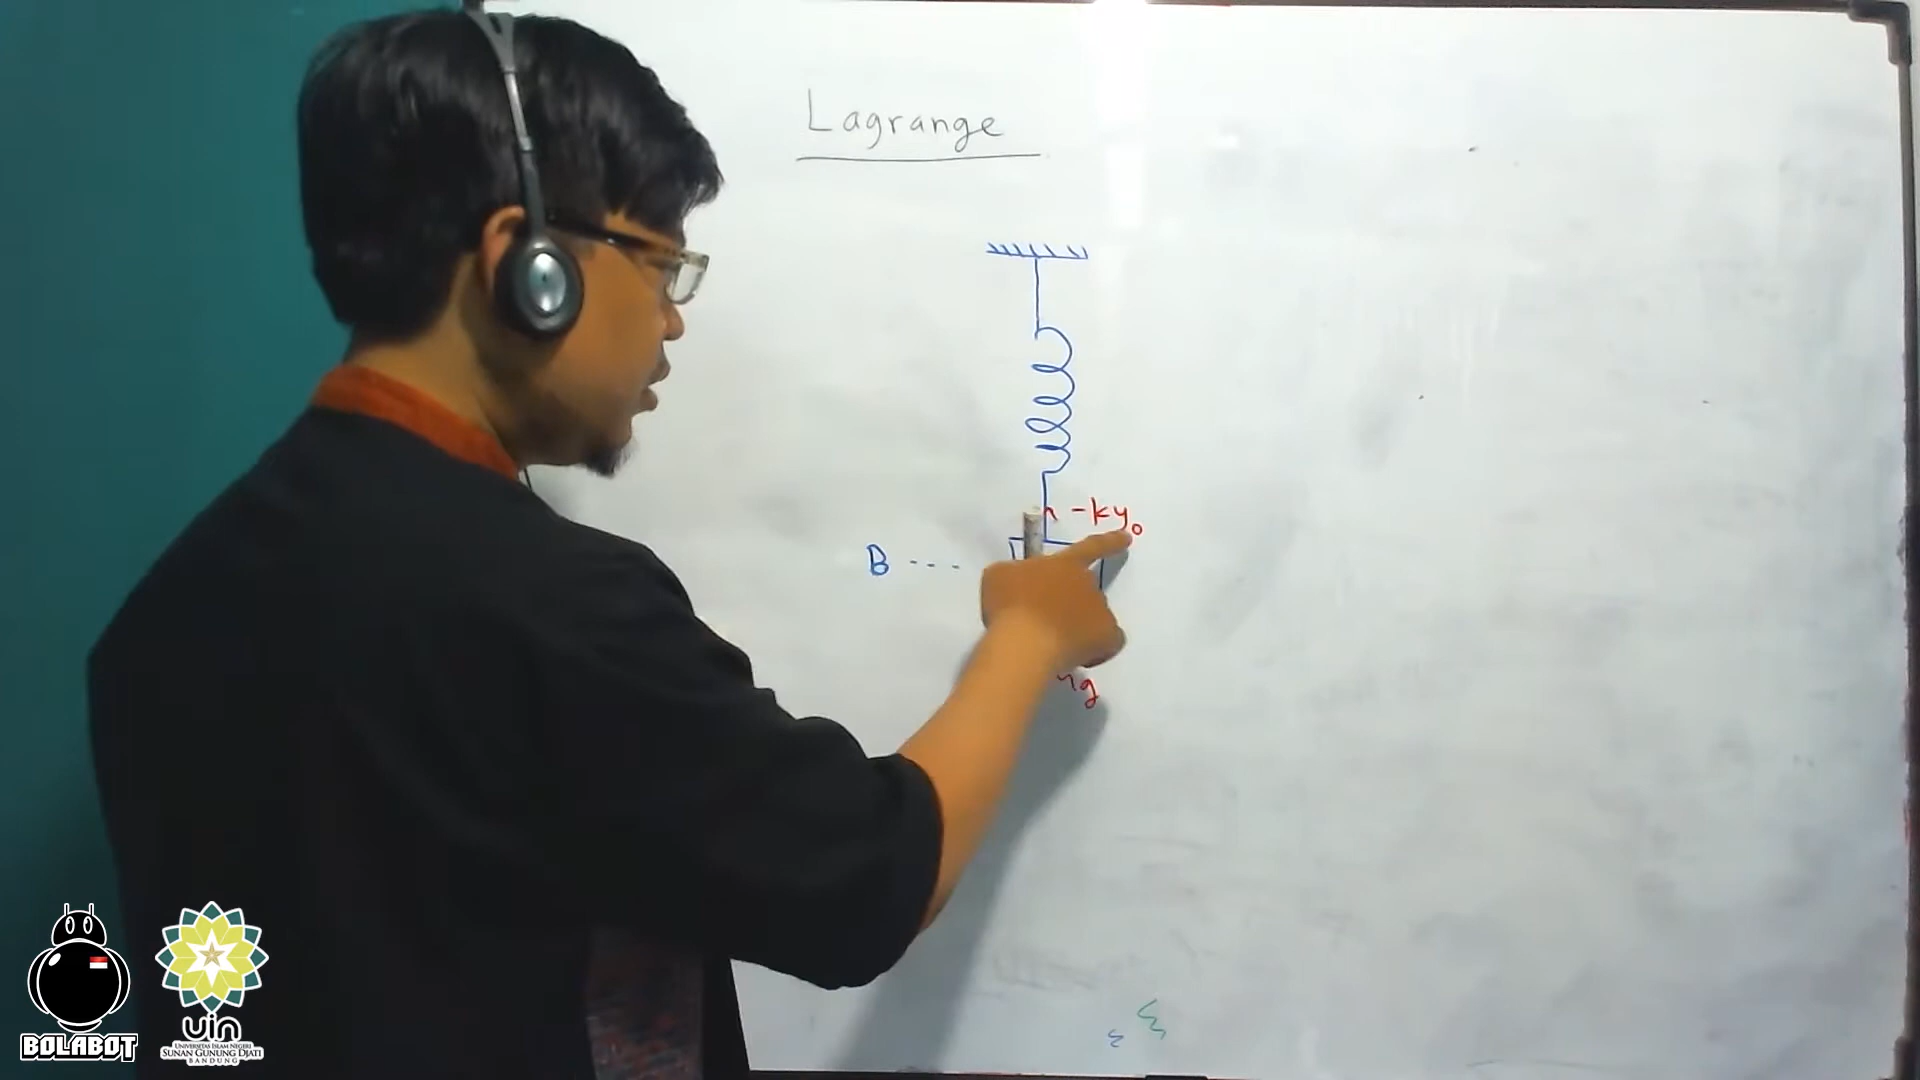 Lagrange
-ky₀
B ---
mg
BOLABOT
uin
UNIVERSITAS ISLAM NEGERI
SUNAN GUNUNG DJATI
BANDUNG